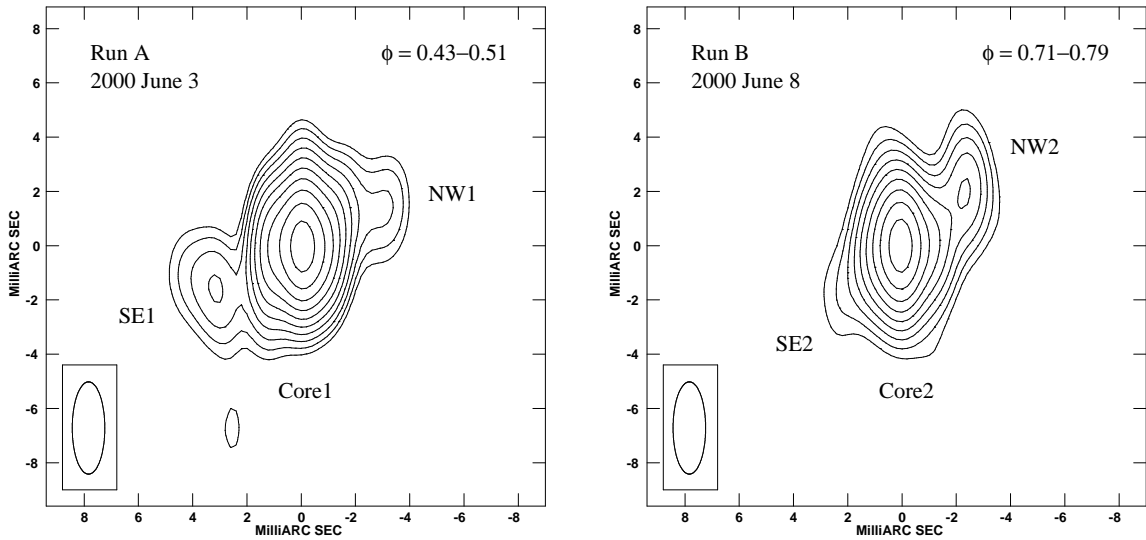 Run A
2000 June 3
ϕ = 0.43−0.51
NW1
SE1
Core1
MilliARC SEC
8
6
4
2
0
-2
-4
-6
-8
8 6 4 2 0 -2 -4 -6 -8
MilliARC SEC
Run B
2000 June 8
ϕ = 0.71−0.79
NW2
SE2
Core2
MilliARC SEC
8
6
4
2
0
-2
-4
-6
-8
8 6 4 2 0 -2 -4 -6 -8
MilliARC SEC